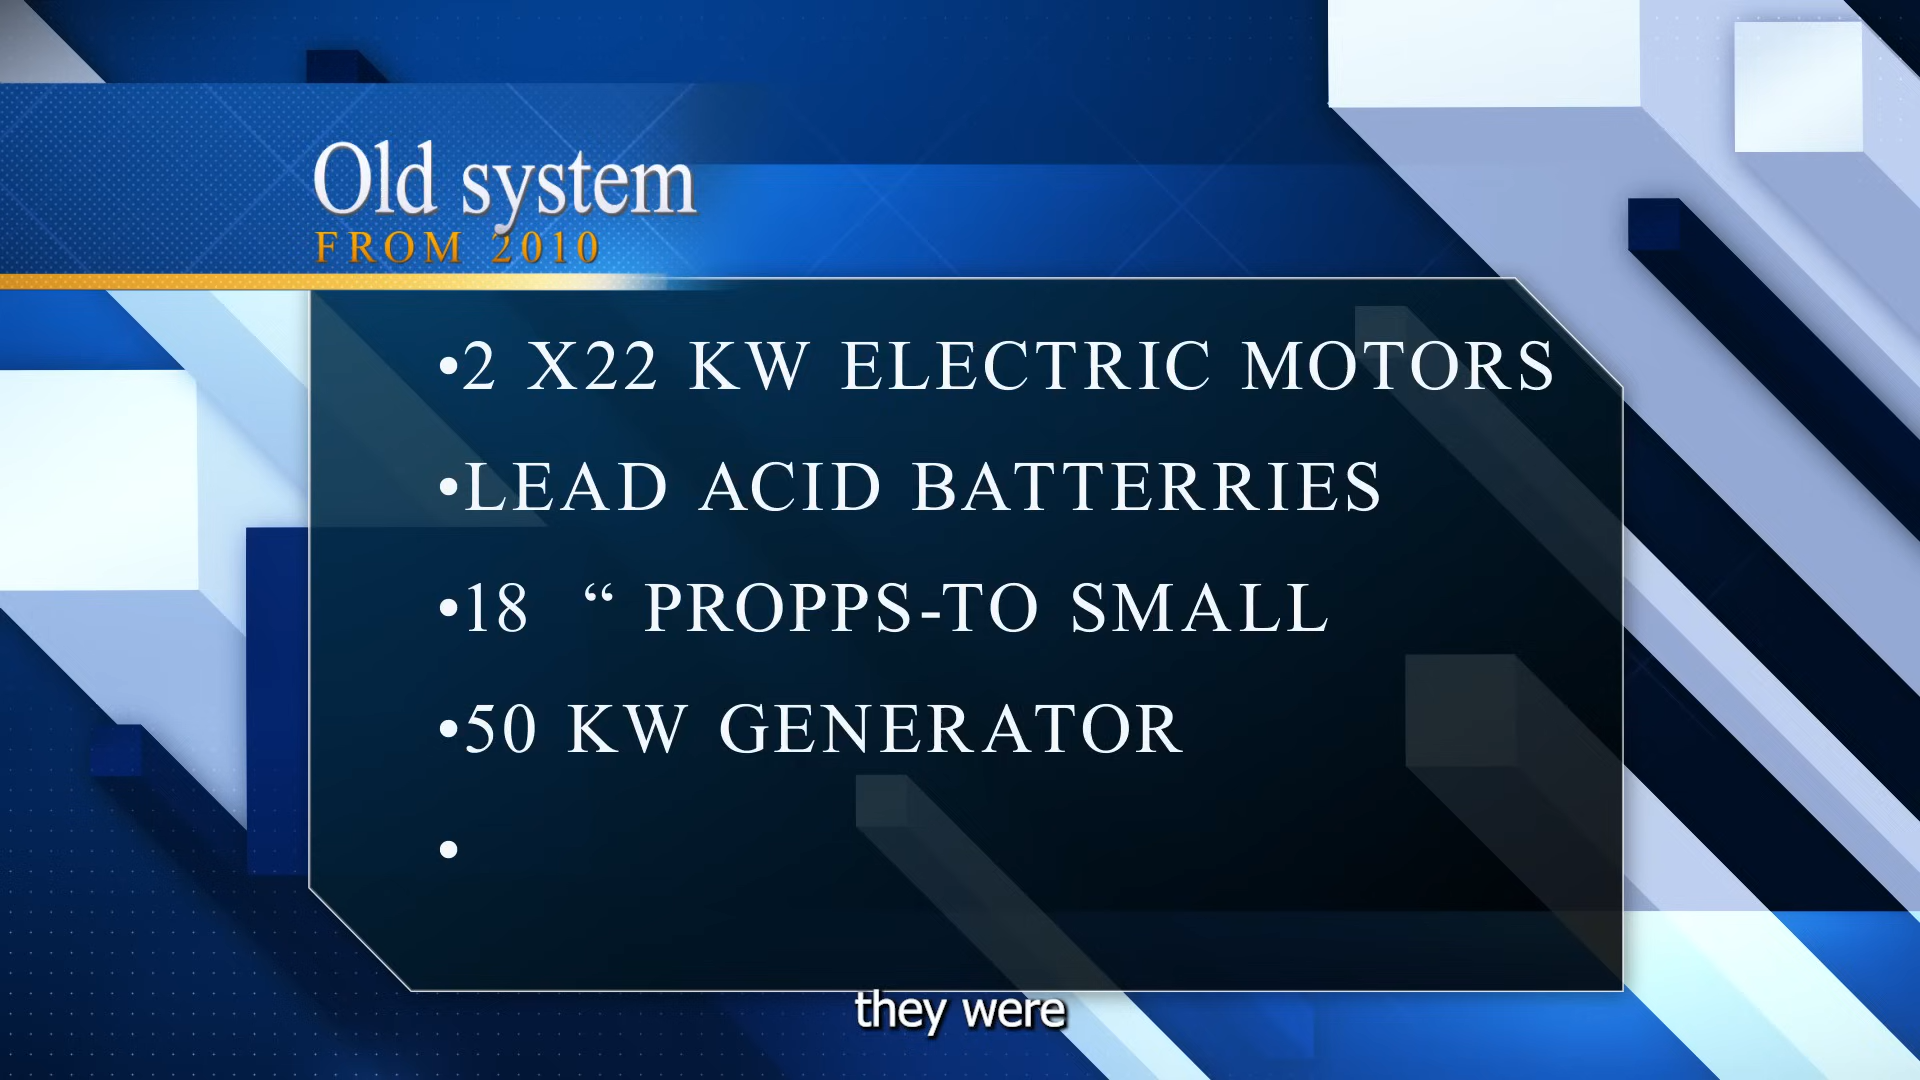 Old system
FROM 2010
•2 X22 KW ELECTRIC MOTORS
•LEAD ACID BATTERRIES
•18 “ PROPPS-TO SMALL
•50 KW GENERATOR
•
they were